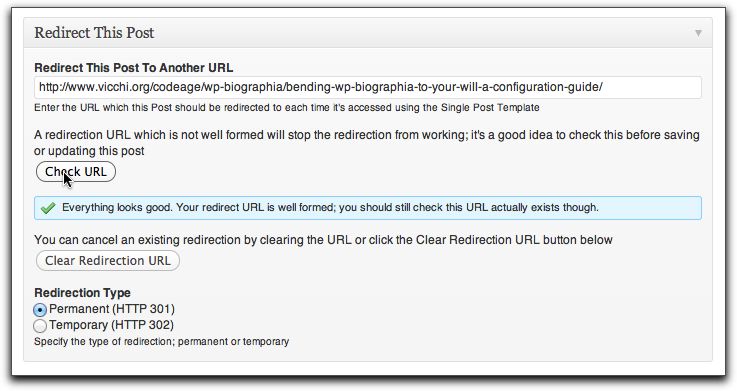 Redirect This Post
Redirect This Post To Another URL
http://www.vicchi.org/codeage/wp-biographia/bending-wp-biographia-to-your-will-a-configuration-guide/
Enter the URL which this Post should be redirected to each time it's accessed using the Single Post Template
A redirection URL which is not well formed will stop the redirection from working; it's a good idea to check this before saving
or updating this post
Check URL
Everything looks good. Your redirect URL is well formed; you should still check this URL actually exists though.
You can cancel an existing redirection by clearing the URL or click the Clear Redirection URL button below
Clear Redirection URL
Redirection Type
Permanent (HTTP 301)
Temporary (HTTP 302)
Specify the type of redirection; permanent or temporary